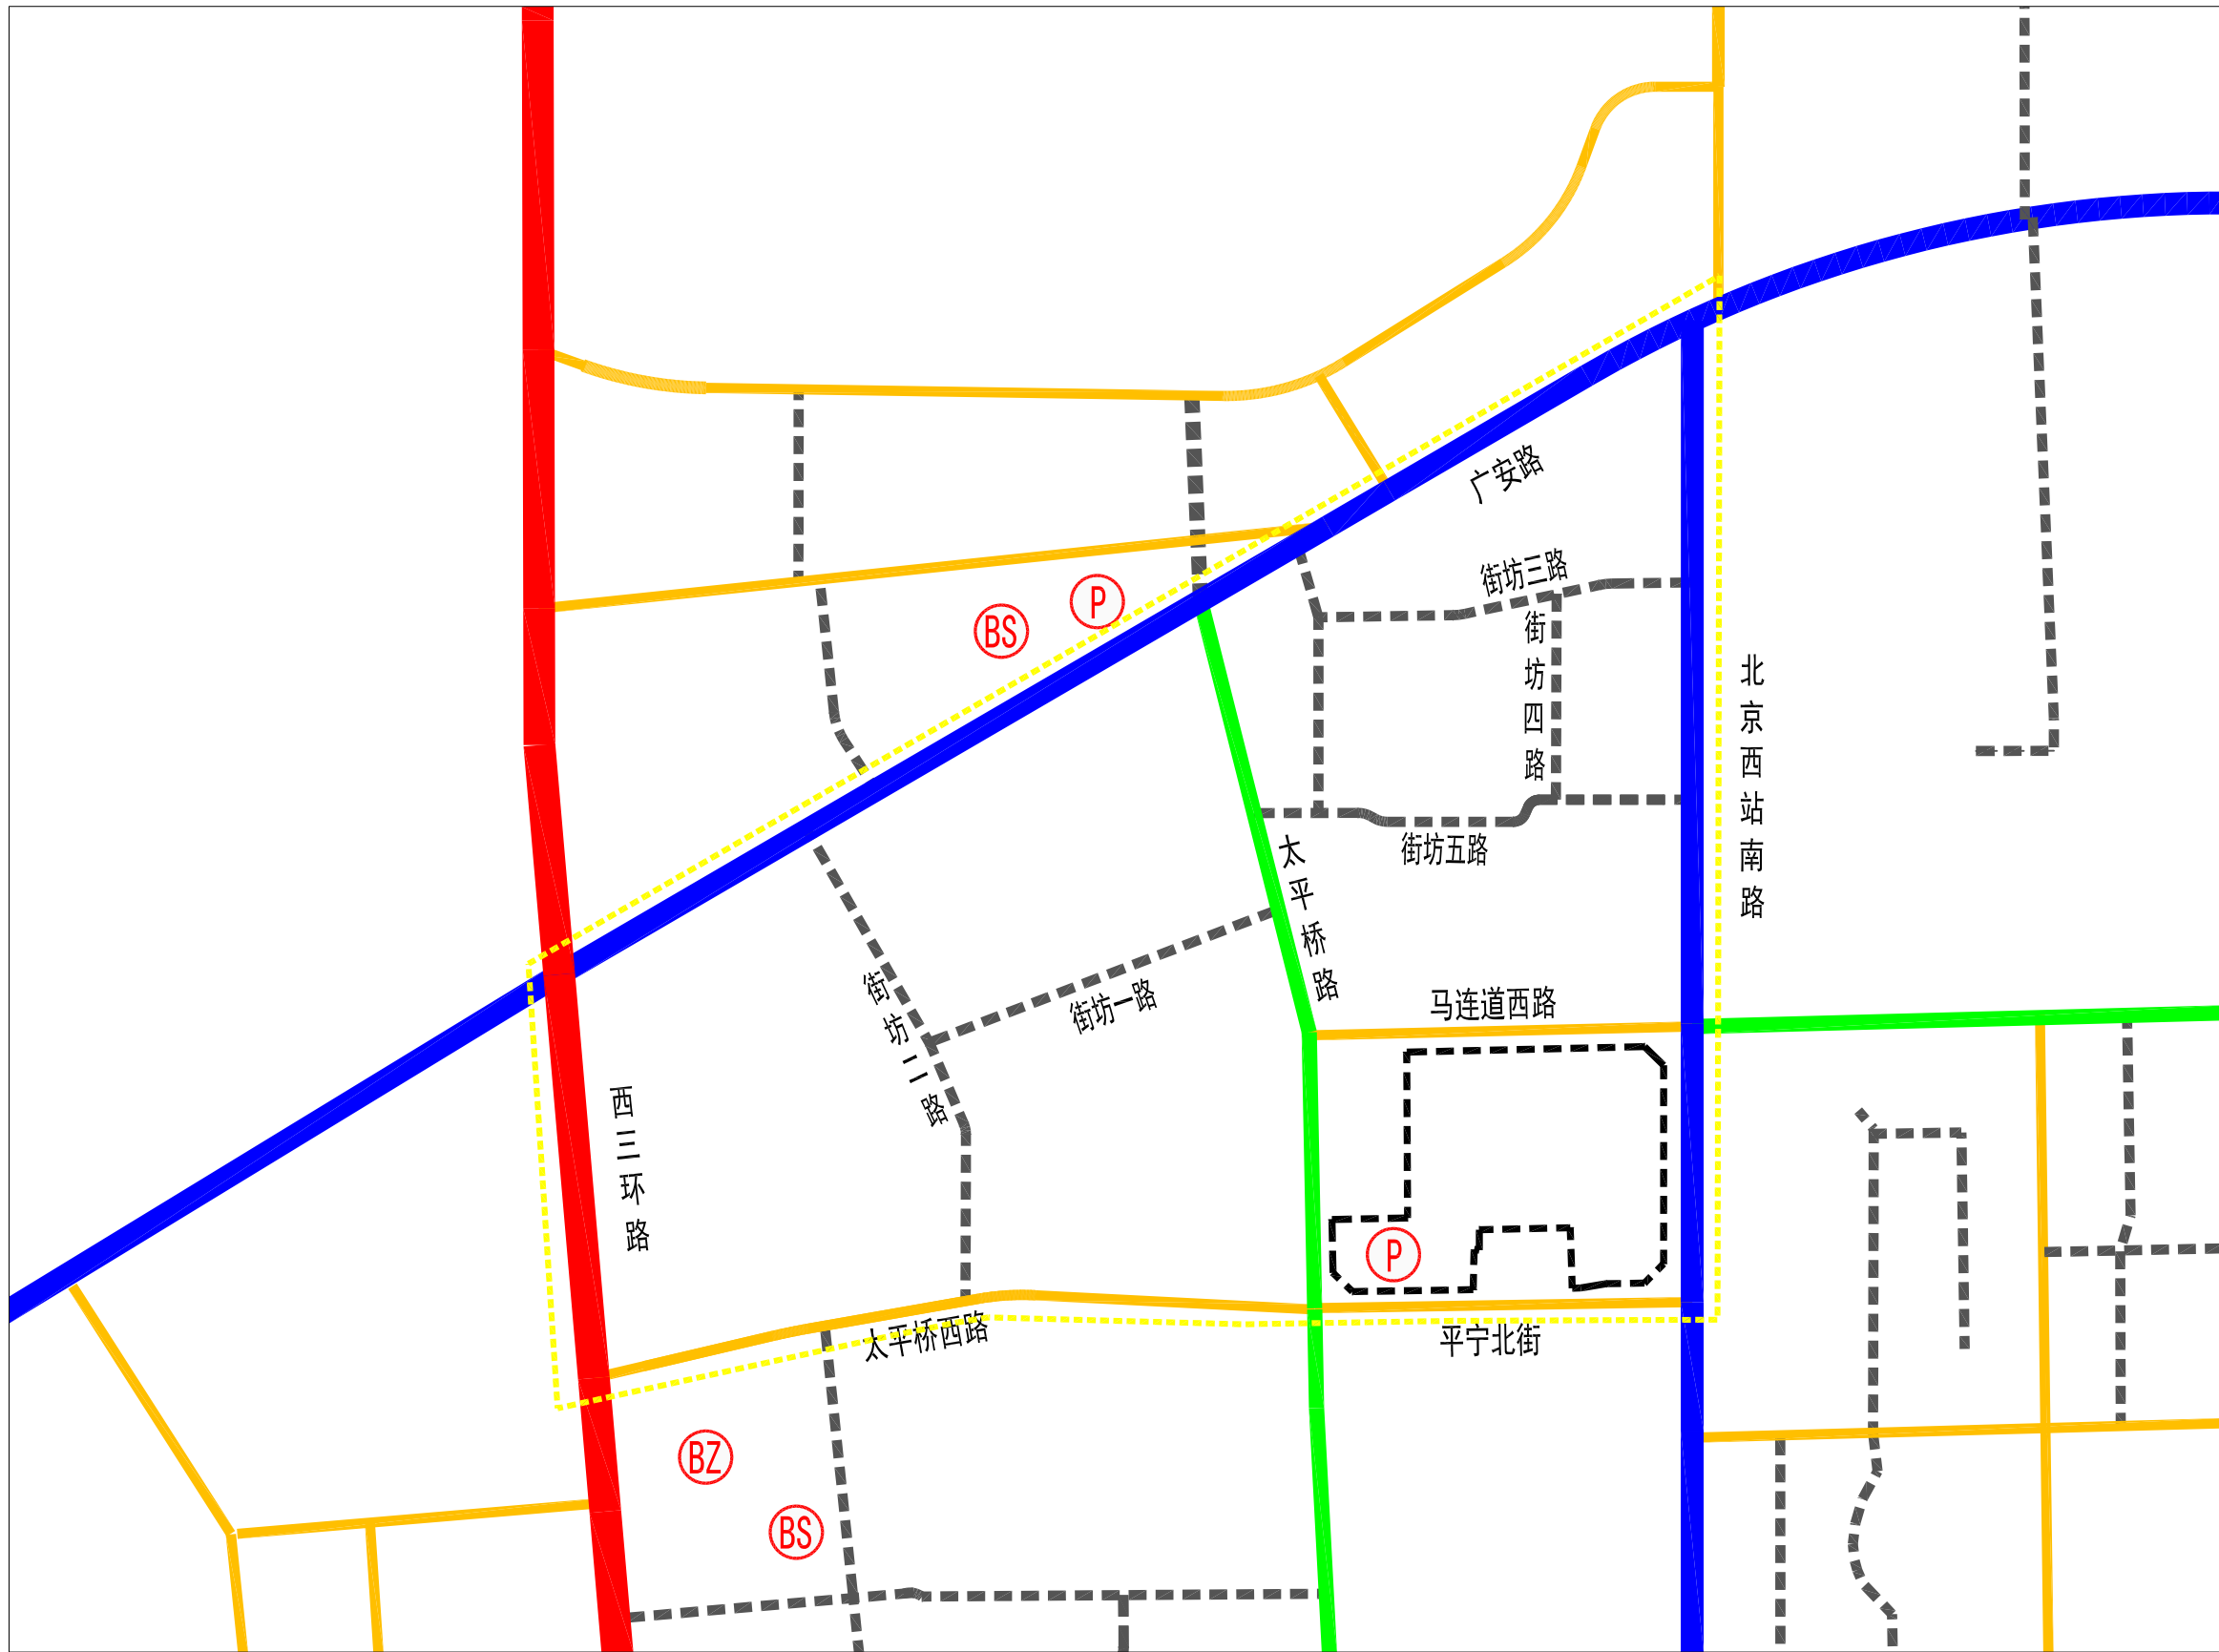 广安路
街坊三路
P
BS
街坊四路
北京西站南路
街坊五路
太平桥路
街坊二路
街坊一路
马连道西路
西三环路
P
太平桥西路
平宁北街
BZ
BS